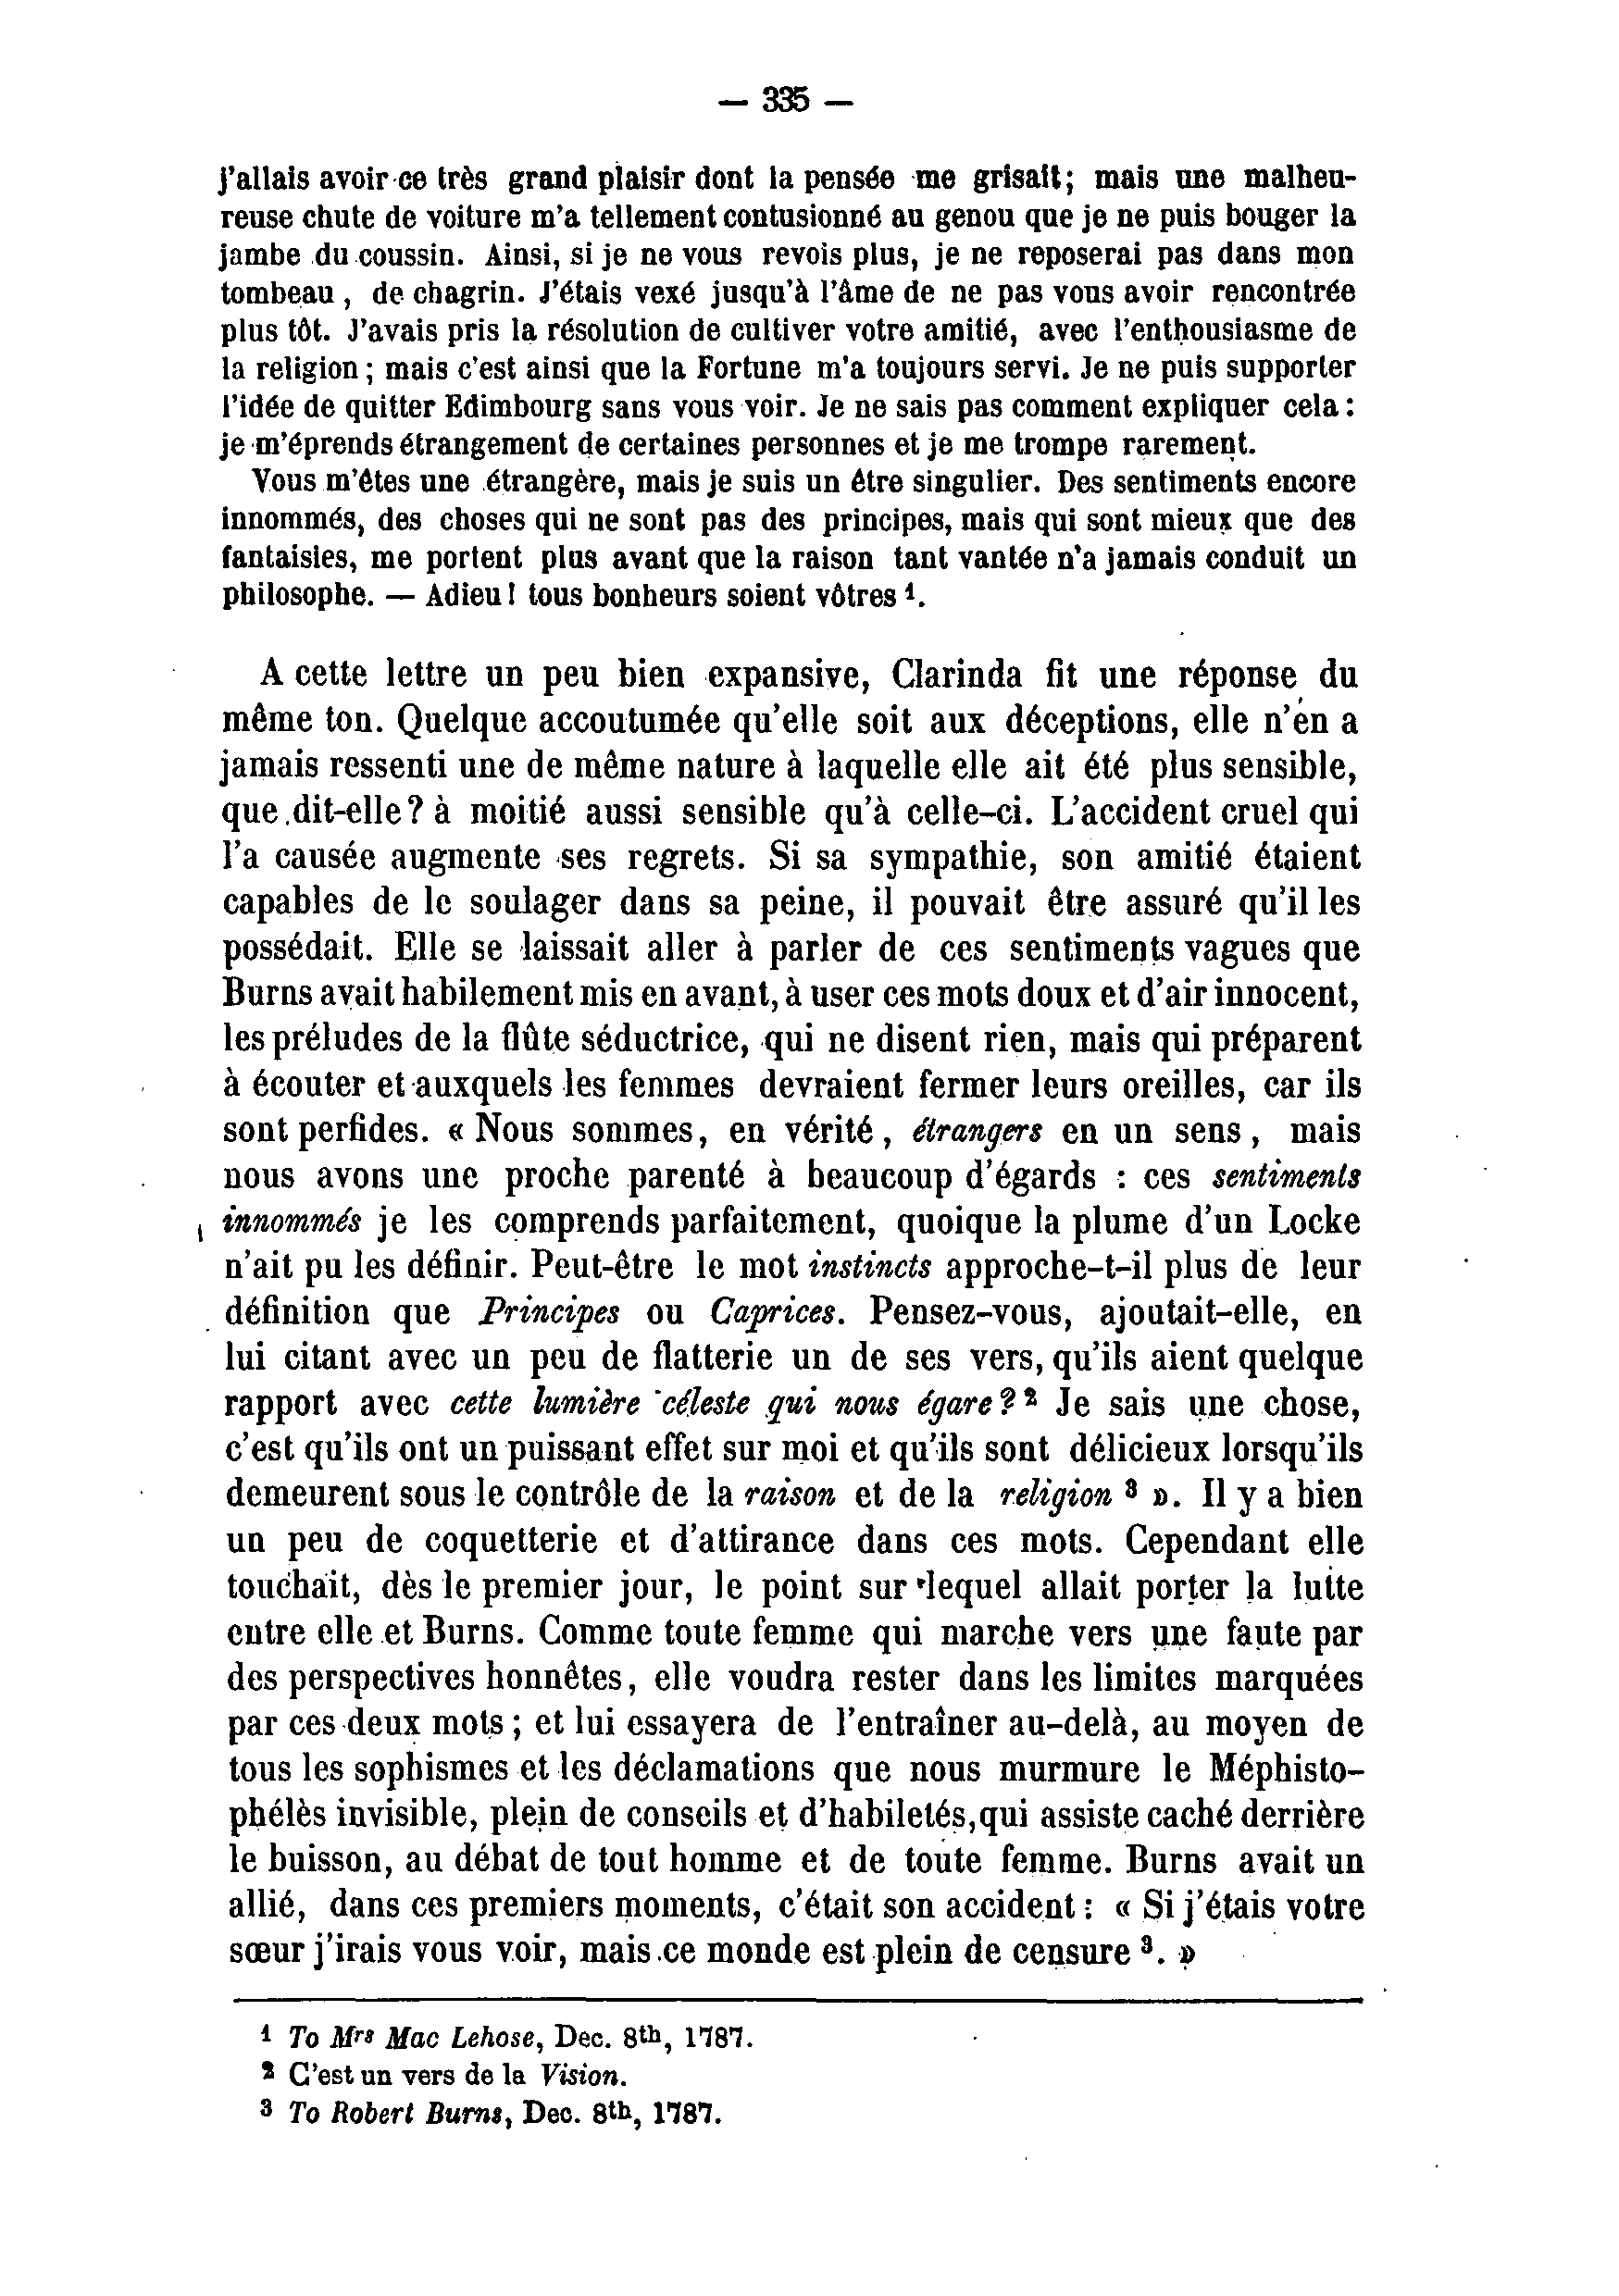 — 335 —
j'allais avoir ce très grand plaisir dont la pensée me grisait; mais une malheu-
reuse chute de voiture m'a tellement contusionné au genou que je ne puis bouger la
jambe du coussin. Ainsi, si je ne vous revois plus, je ne reposerai pas dans mon
tombeau, de chagrin. J'étais vexé jusqu'à l'âme de ne pas vous avoir rencontrée
plus tôt. J'avais pris la résolution de cultiver votre amitié, avec l'enthousiasme de
la religion; mais c'est ainsi que la Fortune m'a toujours servi. Je ne puis supporter
l'idée de quitter Edimbourg sans vous voir. Je ne sais pas comment expliquer cela:
je m'éprends étrangement de certaines personnes et je me trompe rarement.
Vous m'êtes une étrangère, mais je suis un être singulier. Des sentiments encore
innommés, des choses qui ne sont pas des principes, mais qui sont mieux que des
fantaisies, me portent plus avant que la raison tant vantée n'a jamais conduit un
philosophe. — Adieu! tous bonheurs soient vôtres 1.
A cette lettre un peu bien expansive, Clarinda fit une réponse du
même ton. Quelque accoutumée qu'elle soit aux déceptions, elle n'en a
jamais ressenti une de même nature à laquelle elle ait été plus sensible,
que dit-elle? à moitié aussi sensible qu'à celle-ci. L'accident cruel qui
l'a causée augmente ses regrets. Si sa sympathie, son amitié étaient
capables de le soulager dans sa peine, il pouvait être assuré qu'il les
possédait. Elle se laissait aller à parler de ces sentiments vagues que
Burns avait habilement mis en avant, à user ces mots doux et d'air innocent,
les préludes de la flûte séductrice, qui ne disent rien, mais qui préparent
à écouter et auxquels les femmes devraient fermer leurs oreilles, car ils
sont perfides. « Nous sommes, en vérité, étrangers en un sens, mais
nous avons une proche parenté à beaucoup d'égards : ces sentiments
innommés je les comprends parfaitement, quoique la plume d'un Locke
n'ait pu les définir. Peut-être le mot instincts approche-t-il plus de leur
définition que Principes ou Caprices. Pensez-vous, ajoutait-elle, en
lui citant avec un peu de flatterie un de ses vers, qu'ils aient quelque
rapport avec cette lumière céleste qui nous égare? 2 Je sais une chose,
c'est qu'ils ont un puissant effet sur moi et qu'ils sont délicieux lorsqu'ils
demeurent sous le contrôle de la raison et de la religion 3 ». Il y a bien
un peu de coquetterie et d'attirance dans ces mots. Cependant elle
touchait, dès le premier jour, le point sur lequel allait porter la lutte
entre elle et Burns. Comme toute femme qui marche vers une faute par
des perspectives honnêtes, elle voudra rester dans les limites marquées
par ces deux mots; et lui essayera de l'entraîner au-delà, au moyen de
tous les sophismes et les déclamations que nous murmure le Méphisto-
phélès invisible, plein de conseils et d'habiletés, qui assiste caché derrière
le buisson, au débat de tout homme et de toute femme. Burns avait un
allié, dans ces premiers moments, c'était son accident : « Si j'étais votre
sœur j'irais vous voir, mais ce monde est plein de censure 3. »
1 To Mrs Mac Lehose, Dec. 8th, 1787.
2 C'est un vers de la Vision.
3 To Robert Burns, Dec. 8th, 1787.